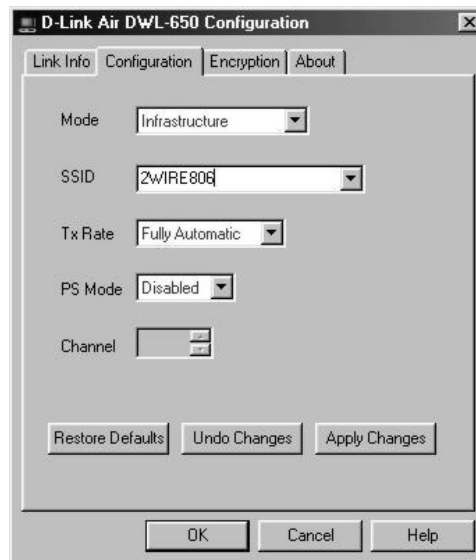 D-Link Air DWL-650 Configuration
Link Info Configuration Encryption About
Mode Infrastructure
SSID 2WIRE806
Tx Rate Fully Automatic
PS Mode Disabled
Channel
Restore Defaults Undo Changes Apply Changes
OK Cancel Help